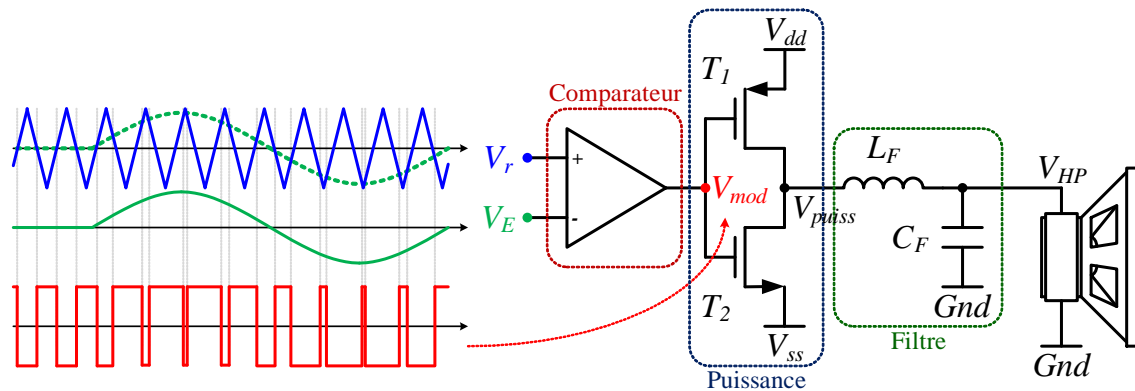 V_dd
T_1
Comparateur
V_r
+
V_mod
V_E
-
V_puiss
L_F
V_HP
C_F
T_2
Gnd
V_ss
Filtre
Gnd
Puissance